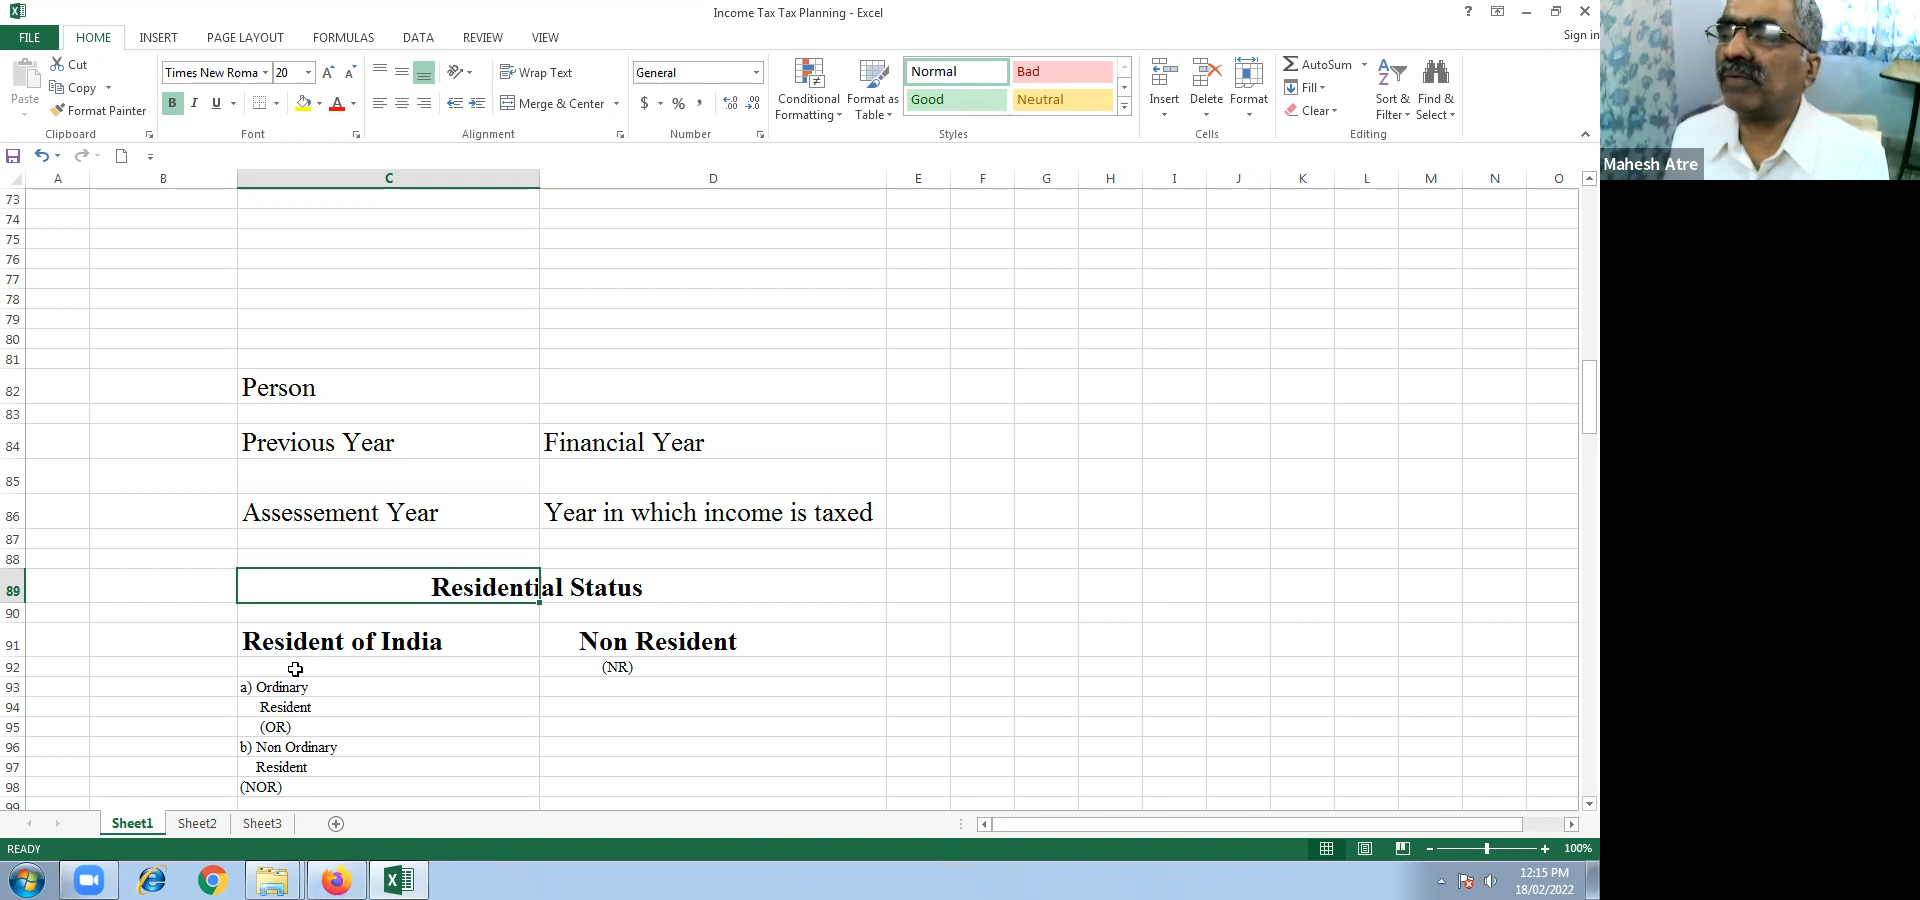 Income Tax Tax Planning - Excel
?
Sign in
FILE HOME INSERT PAGE LAYOUT FORMULAS DATA REVIEW VIEW
Paste
Cut
Copy
Format Painter
Clipboard
Times New Roma 20
B I U
Font
Wrap Text
Merge & Center
Alignment
General
$ % ,
Number
Conditional Formatting
Format as Table
Normal Bad
Good Neutral
Styles
Insert Delete Format
Cells
AutoSum
Fill
Clear
Sort & Filter
Find & Select
Editing
Mahesh Atre
A B C D E F G H I J K L M N O
73
74
75
76
77
78
79
80
81
82 Person
83
84 Previous Year Financial Year
85
86 Assessement Year Year in which income is taxed
87
88
89 Residential Status
90
91 Resident of India Non Resident
92 (NR)
93 a) Ordinary
94 Resident
95 (OR)
96 b) Non Ordinary
97 Resident
98 (NOR)
99
Sheet1 Sheet2 Sheet3
READY
100%
12:15 PM
18/02/2022